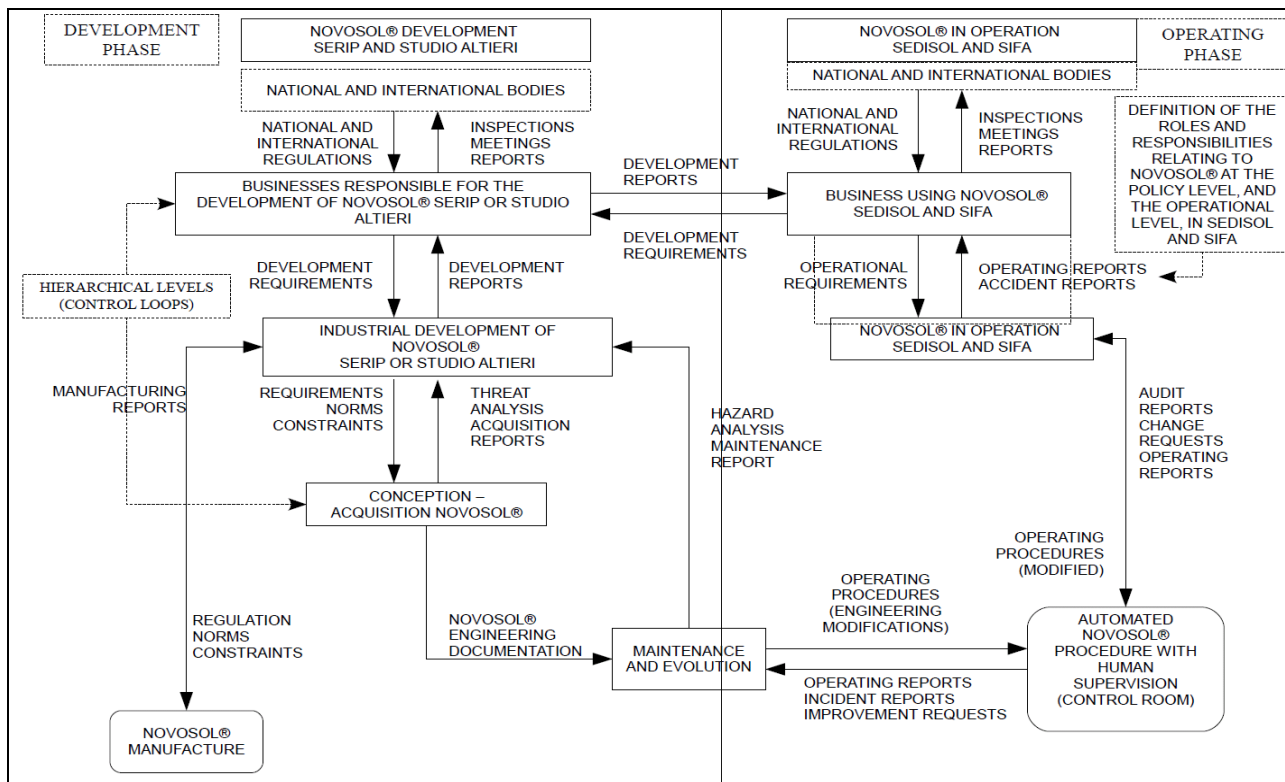 DEVELOPMENT
PHASE
NOVOSOL® DEVELOPMENT
SERIP AND STUDIO ALTIERI
NATIONAL AND INTERNATIONAL BODIES
NATIONAL AND
INTERNATIONAL
REGULATIONS
INSPECTIONS
MEETINGS
REPORTS
BUSINESSES RESPONSIBLE FOR THE
DEVELOPMENT OF NOVOSOL® SERIP OR STUDIO
ALTIERI
DEVELOPMENT
REPORTS
DEVELOPMENT
REQUIREMENTS
DEVELOPMENT
REQUIREMENTS
DEVELOPMENT
REPORTS
HIERARCHICAL LEVELS
(CONTROL LOOPS)
INDUSTRIAL DEVELOPMENT OF
NOVOSOL®
SERIP OR STUDIO ALTIERI
MANUFACTURING
REPORTS
REQUIREMENTS
NORMS
CONSTRAINTS
THREAT
ANALYSIS
ACQUISITION
REPORTS
HAZARD
ANALYSIS
MAINTENANCE
REPORT
CONCEPTION –
ACQUISITION NOVOSOL®
REGULATION
NORMS
CONSTRAINTS
NOVOSOL®
ENGINEERING
DOCUMENTATION
MAINTENANCE
AND EVOLUTION
NOVOSOL®
MANUFACTURE
NOVOSOL® IN OPERATION
SEDISOL AND SIFA
OPERATING
PHASE
NATIONAL AND INTERNATIONAL BODIES
NATIONAL AND
INTERNATIONAL
REGULATIONS
INSPECTIONS
MEETINGS
REPORTS
DEFINITION OF THE
ROLES AND
RESPONSIBILITIES
RELATING TO
NOVOSOL® AT THE
POLICY LEVEL, AND
THE OPERATIONAL
LEVEL, IN SEDISOL
AND SIFA
BUSINESS USING NOVOSOL®
SEDISOL AND SIFA
OPERATIONAL
REQUIREMENTS
OPERATING REPORTS
ACCIDENT REPORTS
NOVOSOL® IN OPERATION
SEDISOL AND SIFA
AUDIT
REPORTS
CHANGE
REQUESTS
OPERATING
REPORTS
OPERATING
PROCEDURES
(MODIFIED)
OPERATING
PROCEDURES
(ENGINEERING
MODIFICATIONS)
OPERATING REPORTS
INCIDENT REPORTS
IMPROVEMENT REQUESTS
AUTOMATED
NOVOSOL®
PROCEDURE WITH
HUMAN
SUPERVISION
(CONTROL ROOM)